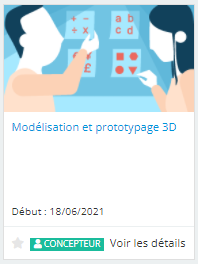 + - a b
÷ × c d
£
Modélisation et prototypage 3D
Début : 18/06/2021
CONCEPTEUR Voir les détails